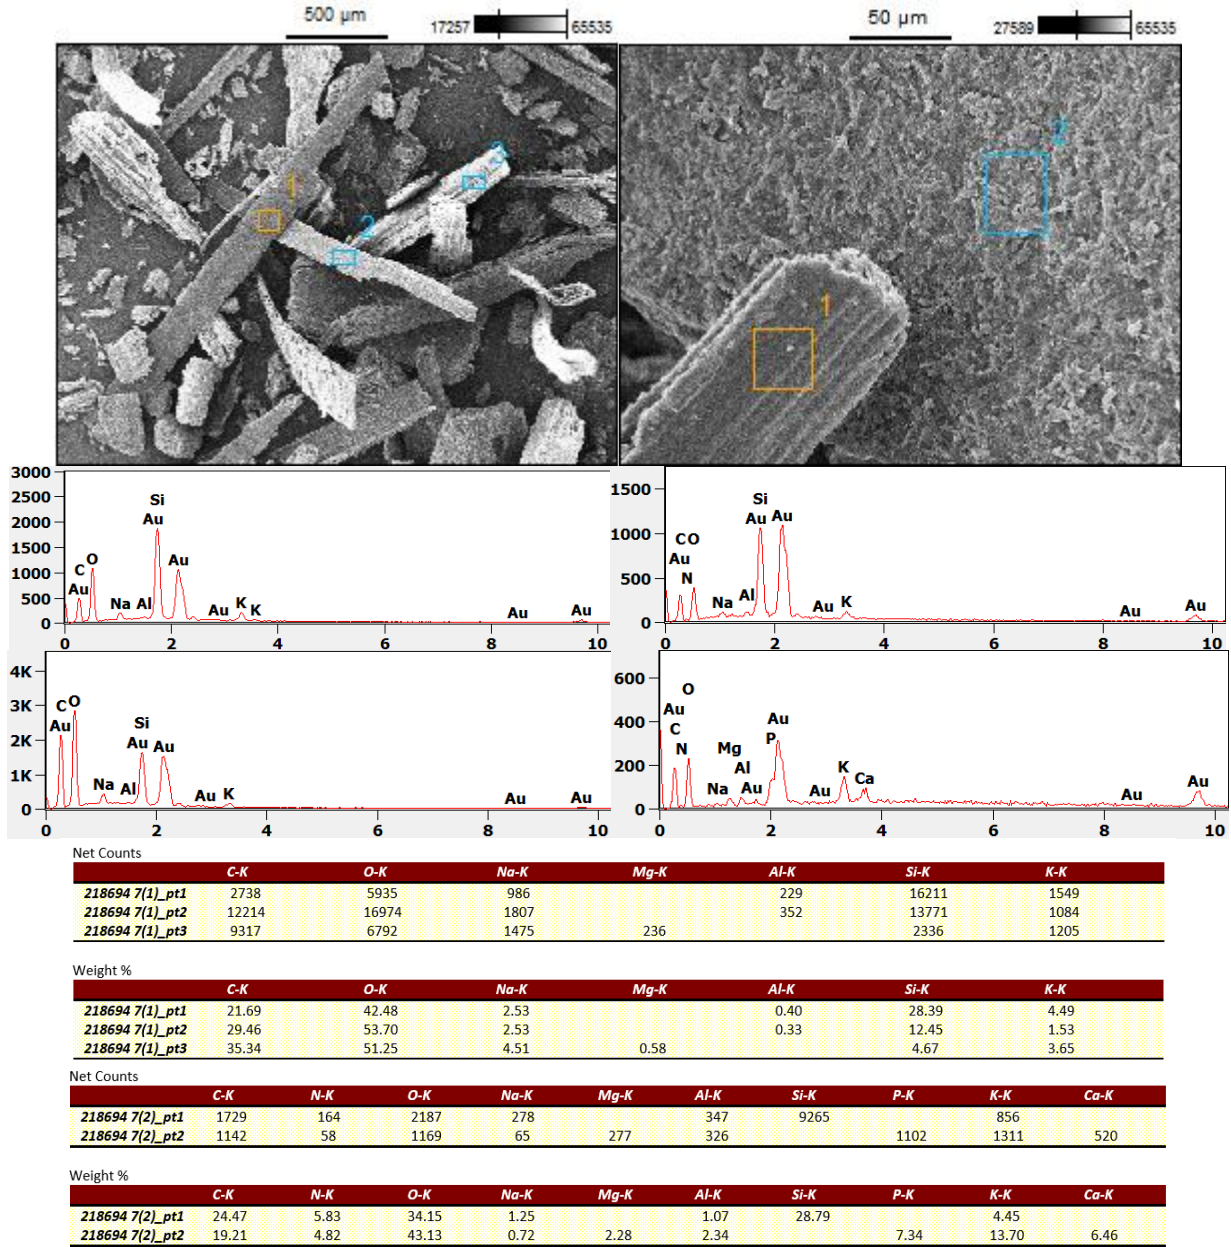 500 µm
17257 65535
50 µm
27589 65535
1
2
3
1
2
3000
2500
2000
1500
1000
500
0
C
Au
O
Na
Al
Si
Au
Au
Au
K
K
Au
Au
0 2 4 6 8 10
1500
1000
500
0
C O
Au
N
Na
Al
Si
Au
Au
Au
K
Au
Au
0 2 4 6 8 10
4K
3K
2K
1K
0
C O
Au
Na
Al
Si
Au
Au
Au
K
Au
Au
0 2 4 6 8 10
600
400
200
0
O
Au
C
N
Na
Mg
Al
Au
Au
P
Au
K
Ca
Au
Au
0 2 4 6 8 10
Net Counts
C-K O-K Na-K Mg-K Al-K Si-K K-K
218694 7(1)_pt1 2738 5935 986 229 16211 1549
218694 7(1)_pt2 12214 16974 1807 352 13771 1084
218694 7(1)_pt3 9317 6792 1475 236 2336 1205
Weight %
C-K O-K Na-K Mg-K Al-K Si-K K-K
218694 7(1)_pt1 21.69 42.48 2.53 0.40 28.39 4.49
218694 7(1)_pt2 29.46 53.70 2.53 0.33 12.45 1.53
218694 7(1)_pt3 35.34 51.25 4.51 0.58 4.67 3.65
Net Counts
C-K N-K O-K Na-K Mg-K Al-K Si-K P-K K-K Ca-K
218694 7(2)_pt1 1729 164 2187 278 347 9265 856
218694 7(2)_pt2 1142 58 1169 65 277 326 1102 1311 520
Weight %
C-K N-K O-K Na-K Mg-K Al-K Si-K P-K K-K Ca-K
218694 7(2)_pt1 24.47 5.83 34.15 1.25 1.07 28.79 4.45
218694 7(2)_pt2 19.21 4.82 43.13 0.72 2.28 2.34 7.34 13.70 6.46